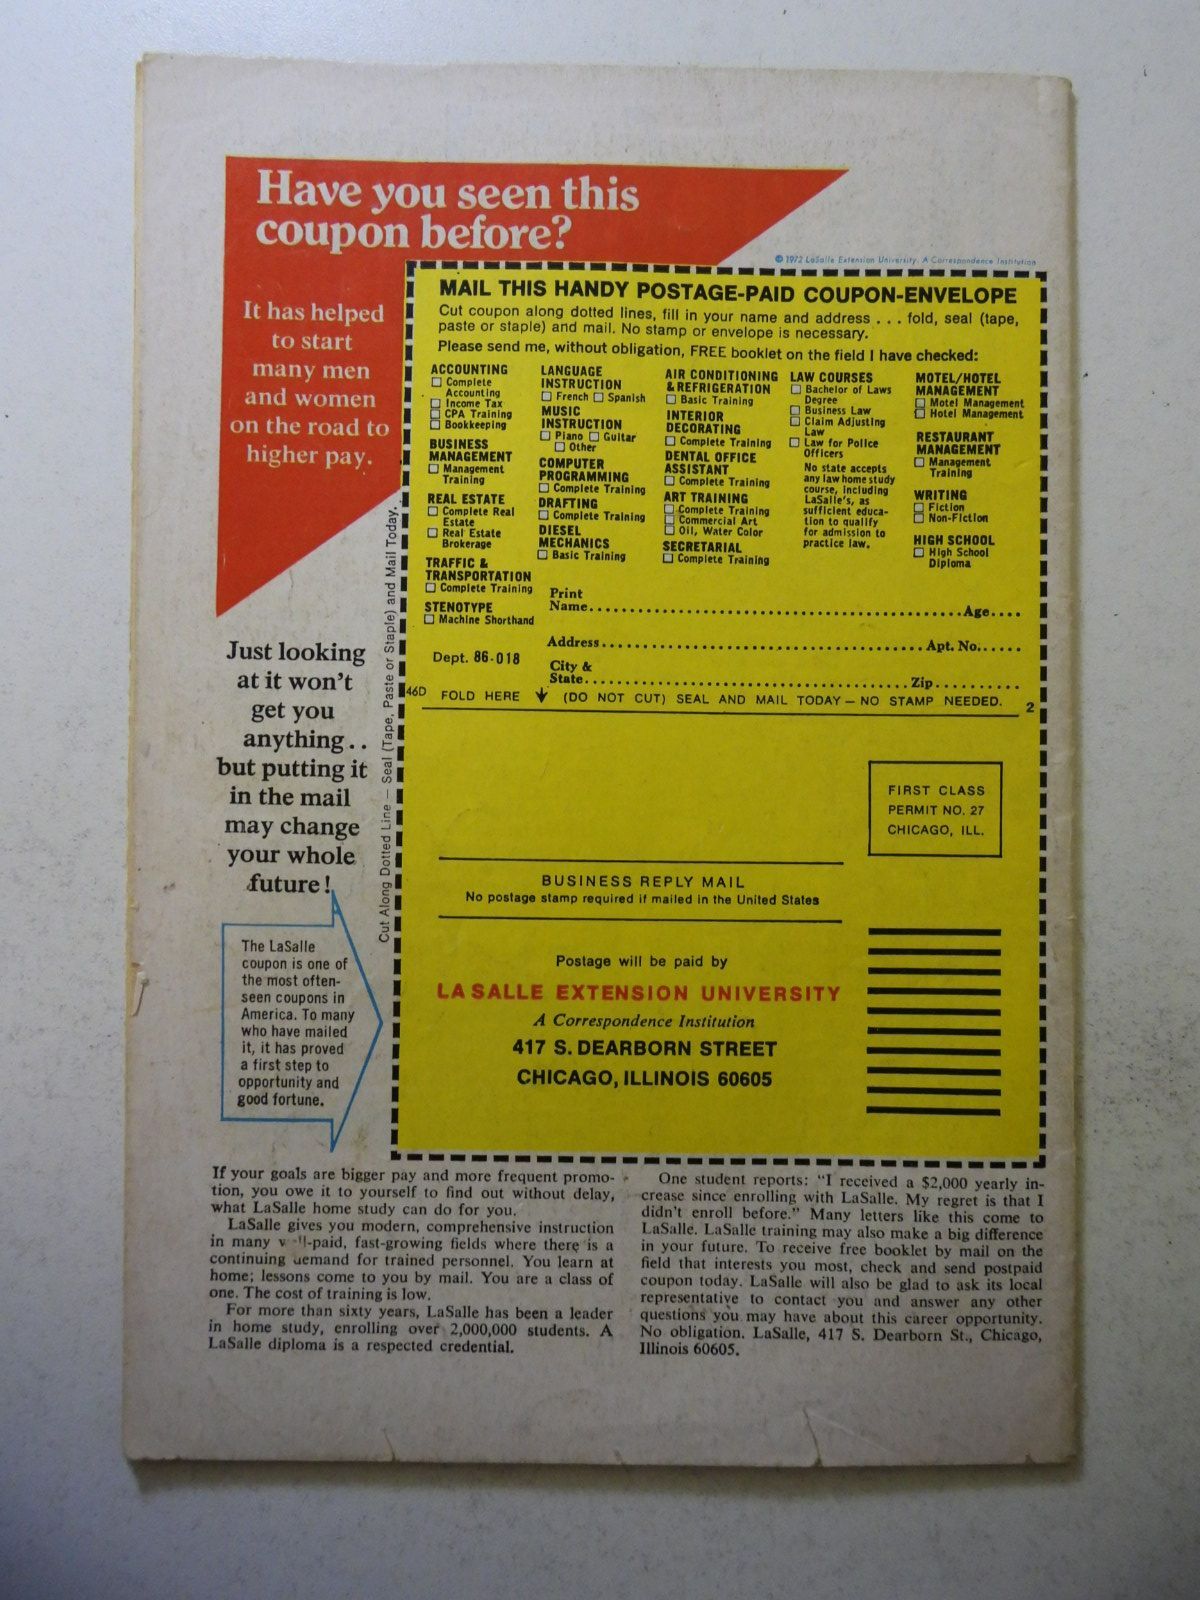 Have you seen this
coupon before?
© 1972 LaSalle Extension University. A Correspondence Institution
It has helped
to start
many men
and women
on the road to
higher pay.
Just looking
at it won't
get you
anything..
but putting it
in the mail
may change
your whole
future!
The LaSalle
coupon is one of
the most often-
seen coupons in
America. To many
who have mailed
it, it has proved
a first step to
opportunity and
good fortune.
Cut Along Dotted Line — Seal (Tape, Paste or Staple) and Mail Today.
MAIL THIS HANDY POSTAGE-PAID COUPON-ENVELOPE
Cut coupon along dotted lines, fill in your name and address . . . fold, seal (tape,
paste or staple) and mail. No stamp or envelope is necessary.
Please send me, without obligation, FREE booklet on the field I have checked:
ACCOUNTING
☐ Complete
Accounting
☐ Income Tax
☐ CPA Training
☐ Bookkeeping
BUSINESS
MANAGEMENT
☐ Management
Training
REAL ESTATE
☐ Complete Real
Estate
☐ Real Estate
Brokerage
TRAFFIC &
TRANSPORTATION
☐ Complete Training
STENOTYPE
☐ Machine Shorthand
LANGUAGE
INSTRUCTION
☐ French ☐ Spanish
MUSIC
INSTRUCTION
☐ Piano ☐ Guitar
☐ Other
COMPUTER
PROGRAMMING
☐ Complete Training
DRAFTING
☐ Complete Training
DIESEL
MECHANICS
☐ Basic Training
AIR CONDITIONING
& REFRIGERATION
☐ Basic Training
INTERIOR
DECORATING
☐ Complete Training
DENTAL OFFICE
ASSISTANT
☐ Complete Training
ART TRAINING
☐ Complete Training
☐ Commercial Art
☐ Oil, Water Color
SECRETARIAL
☐ Complete Training
LAW COURSES
☐ Bachelor of Laws
Degree
☐ Business Law
☐ Claim Adjusting
Law
☐ Law for Police
Officers
No state accepts
any law home study
course, including
LaSalle's, as
sufficient educa-
tion to qualify
for admission to
practice law.
MOTEL/HOTEL
MANAGEMENT
☐ Motel Management
☐ Hotel Management
RESTAURANT
MANAGEMENT
☐ Management
Training
WRITING
☐ Fiction
☐ Non-Fiction
HIGH SCHOOL
☐ High School
Diploma
Print
Name..........Age....
Address..........Apt. No......
Dept. 86-018
City &
State..........Zip..........
46D FOLD HERE ↓ (DO NOT CUT) SEAL AND MAIL TODAY — NO STAMP NEEDED. 2
FIRST CLASS
PERMIT NO. 27
CHICAGO, ILL.
BUSINESS REPLY MAIL
No postage stamp required if mailed in the United States
Postage will be paid by
LA SALLE EXTENSION UNIVERSITY
A Correspondence Institution
417 S. DEARBORN STREET
CHICAGO, ILLINOIS 60605
If your goals are bigger pay and more frequent promo-
tion, you owe it to yourself to find out without delay,
what LaSalle home study can do for you.
LaSalle gives you modern, comprehensive instruction
in many -paid, fast-growing fields where there is a
continuing demand for trained personnel. You learn at
home; lessons come to you by mail. You are a class of
one. The cost of training is low.
For more than sixty years, LaSalle has been a leader
in home study, enrolling over 2,000,000 students. A
LaSalle diploma is a respected credential.
One student reports: "I received a $2,000 yearly in-
crease since enrolling with LaSalle. My regret is that I
didn't enroll before." Many letters like this come to
LaSalle. LaSalle training may also make a big difference
in your future. To receive free booklet by mail on the
field that interests you most, check and send postpaid
coupon today. LaSalle will also be glad to ask its local
representative to contact you and answer any other
questions you may have about this career opportunity.
No obligation. LaSalle, 417 S. Dearborn St., Chicago,
Illinois 60605.